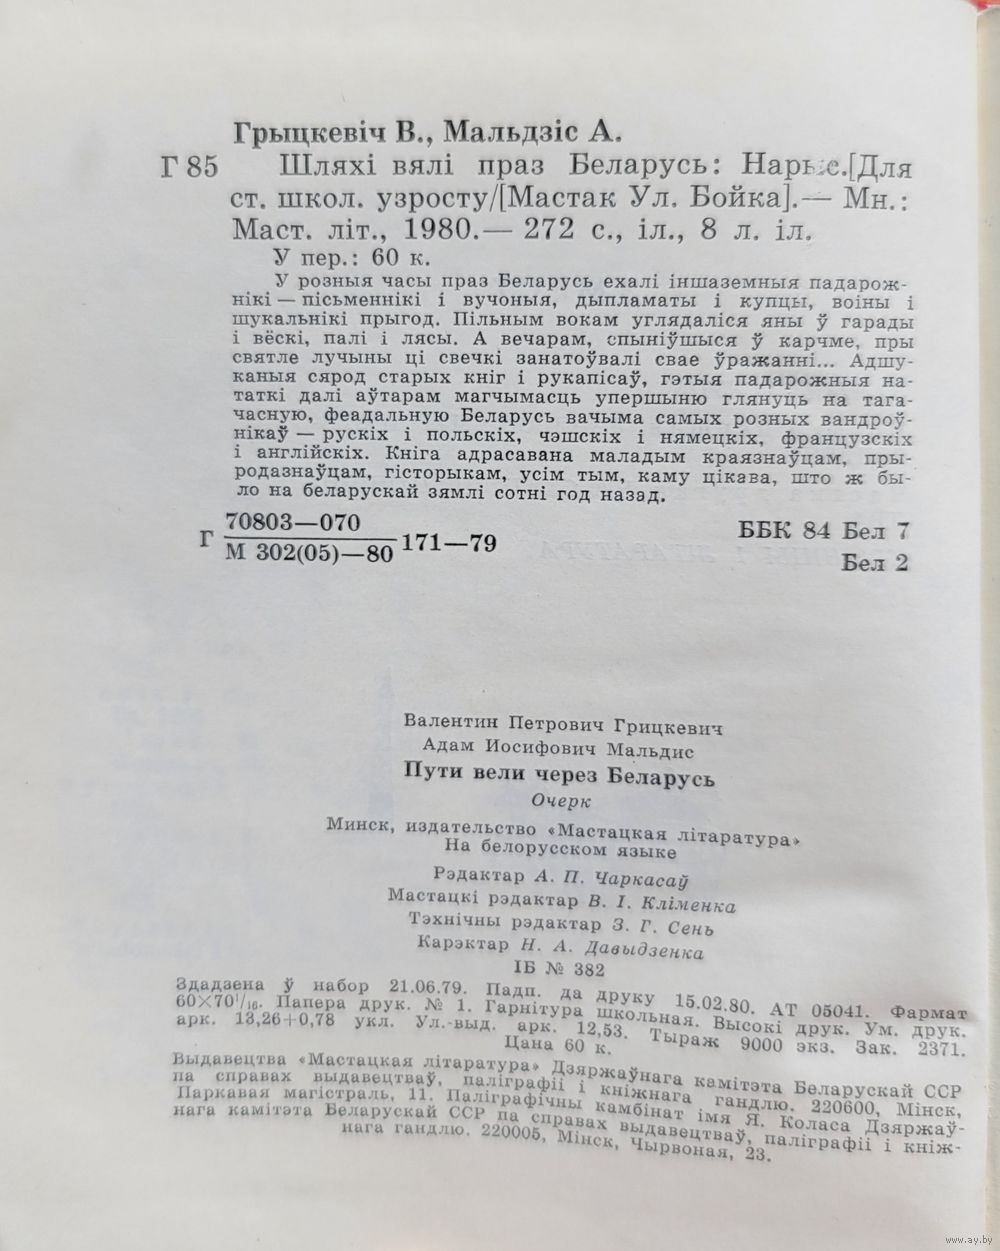 Грыцкевіч В., Мальдзіс А.
Г 85 Шляхі вялі праз Беларусь: Нарыс.[Для
ст. школ. узросту/[Мастак Ул. Бойка].— Мн.:
Маст. літ., 1980.— 272 с., іл., 8 л. іл.
У пер.: 60 к.
У розныя часы праз Беларусь ехалі іншаземныя падарож-
нікі — пісьменнікі і вучоныя, дыпламаты і купцы, воіны і
шукальнікі прыгод. Пільным вокам углядаліся яны ў гарады
і вёскі, палі і лясы. А вечарам, спыніўшыся ў карчме, пры
святле лучыны ці свечкі занатоўвалі свае ўражанні... Адшу-
каныя сярод старых кніг і рукапісаў, гэтыя падарожныя на-
таткі далі аўтарам магчымасць упершыню глянуць на тага-
часную, феадальную Беларусь вачыма самых розных вандроў-
нікаў — рускіх і польскіх, чэшскіх і нямецкіх, французскіх
і англійскіх. Кніга адрасавана маладым краязнаўцам, пры-
родазнаўцам, гісторыкам, усім тым, каму цікава, што ж бы-
ло на беларускай зямлі сотні год назад.
Г 70803—070
М 302(05)—80 171—79
ББК 84 Бел 7
Бел 2
Валентин Петрович Грицкевич
Адам Иосифович Мальдис
Пути вели через Беларусь
Очерк
Минск, издательство «Мастацкая літаратура»
На белорусском языке
Рэдактар А. П. Чаркасаў
Мастацкі рэдактар В. І. Кліменка
Тэхнічны рэдактар З. Г. Сень
Карэктар Н. А. Давыдзенка
ІБ № 382
Здадзена ў набор 21.06.79. Падп. да друку 15.02.80. АТ 05041. Фармат
60×70¹/₁₆. Папера друк. № 1. Гарнітура школьная. Высокі друк. Ум. друк.
арк. 13,26+0,78 укл. Ул.-выд. арк. 12,53. Тыраж 9000 экз. Зак. 2371.
Цана 60 к.
Выдавецтва «Мастацкая літаратура» Дзяржаўнага камітэта Беларускай ССР
па справах выдавецтваў, паліграфіі і кніжнага гандлю. 220600, Мінск,
Паркавая магістраль, 11. Паліграфічны камбінат імя Я. Коласа Дзяржаў-
нага камітэта Беларускай ССР па справах выдавецтваў, паліграфіі і кніж-
нага гандлю. 220005, Мінск, Чырвоная, 23.
www.ay.by